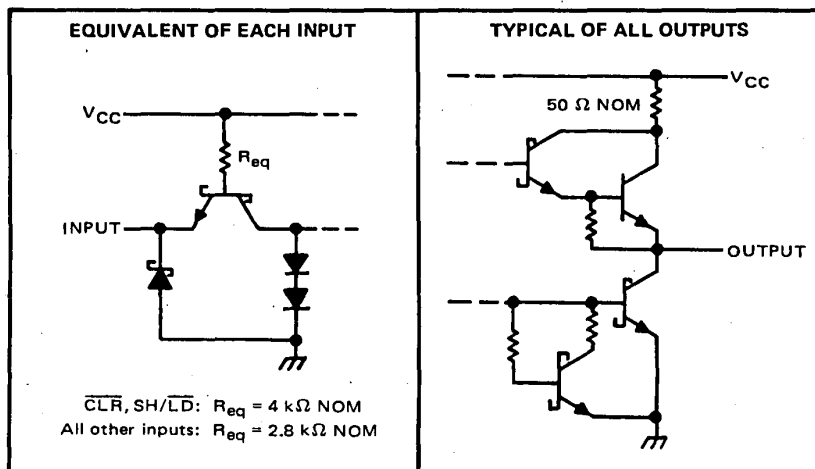 EQUIVALENT OF EACH INPUT
VCC
Req
INPUT
CLR, SH/LD: Req = 4 kΩ NOM
All other inputs: Req = 2.8 kΩ NOM
TYPICAL OF ALL OUTPUTS
VCC
50 Ω NOM
OUTPUT